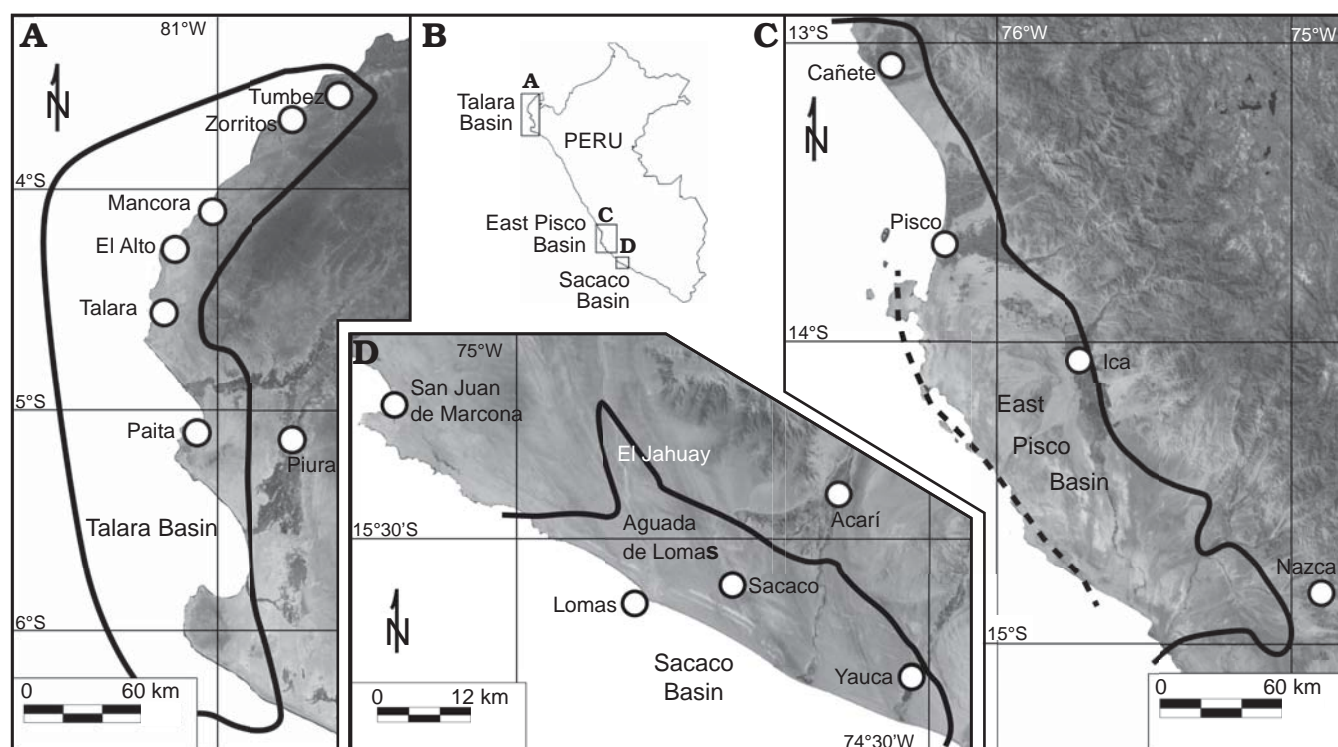 A
81°W
N
Tumbez
Zorritos
4°S
Mancora
El Alto
Talara
5°S
Paita
Piura
Talara Basin
6°S
0 60 km
B
A
Talara
Basin
PERU
C
East Pisco
Basin
D
Sacaco
Basin
C
13°S
76°W
75°W
Cañete
N
Pisco
14°S
Ica
East
Pisco
Basin
Nazca
15°S
0 60 km
D
75°W
San Juan
de Marcona
El Jahuay
15°30'S
Aguada
de Lomas
Acarí
Sacaco
Lomas
N
Sacaco
Basin
Yauca
0 12 km
74°30'W